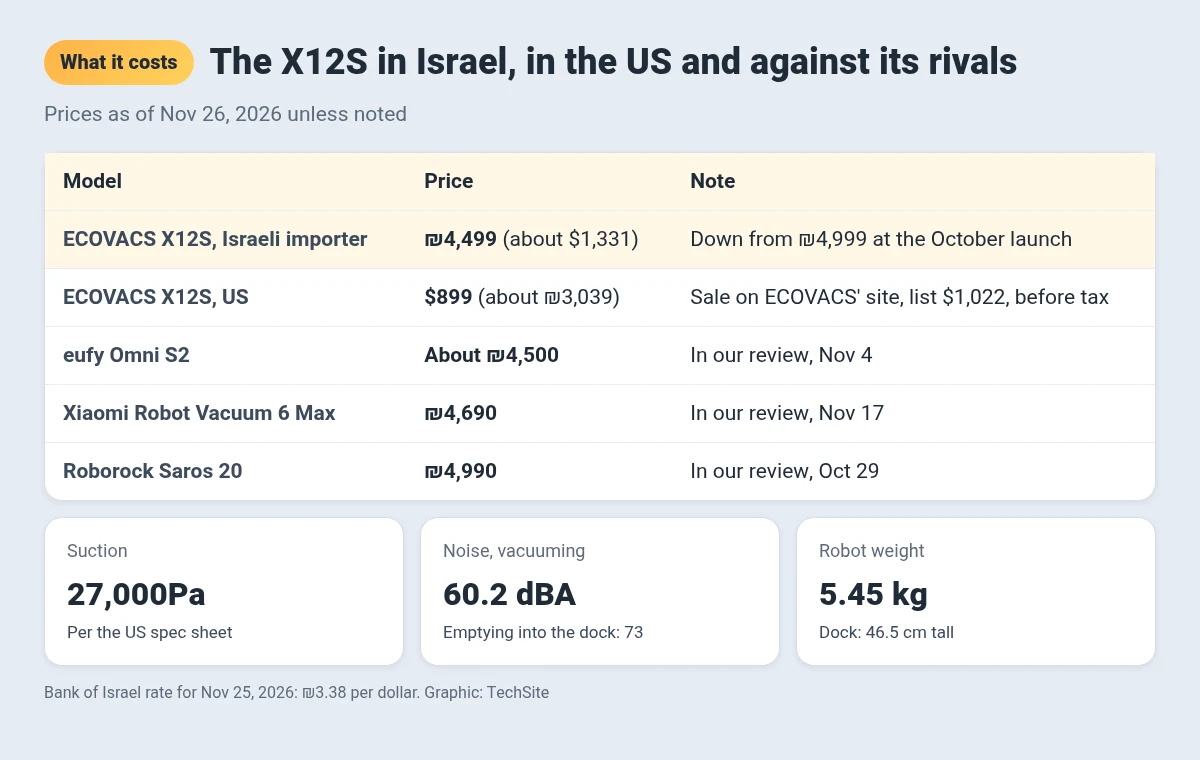 What it costs The X12S in Israel, in the US and against its rivals
Prices as of Nov 26, 2026 unless noted
Model Price Note
ECOVACS X12S, Israeli importer ₪4,499 (about $1,331) Down from ₪4,999 at the October launch
ECOVACS X12S, US $899 (about ₪3,039) Sale on ECOVACS' site, list $1,022, before tax
eufy Omni S2 About ₪4,500 In our review, Nov 4
Xiaomi Robot Vacuum 6 Max ₪4,690 In our review, Nov 17
Roborock Saros 20 ₪4,990 In our review, Oct 29
Suction
27,000Pa
Per the US spec sheet
Noise, vacuuming
60.2 dBA
Emptying into the dock: 73
Robot weight
5.45 kg
Dock: 46.5 cm tall
Bank of Israel rate for Nov 25, 2026: ₪3.38 per dollar. Graphic: TechSite